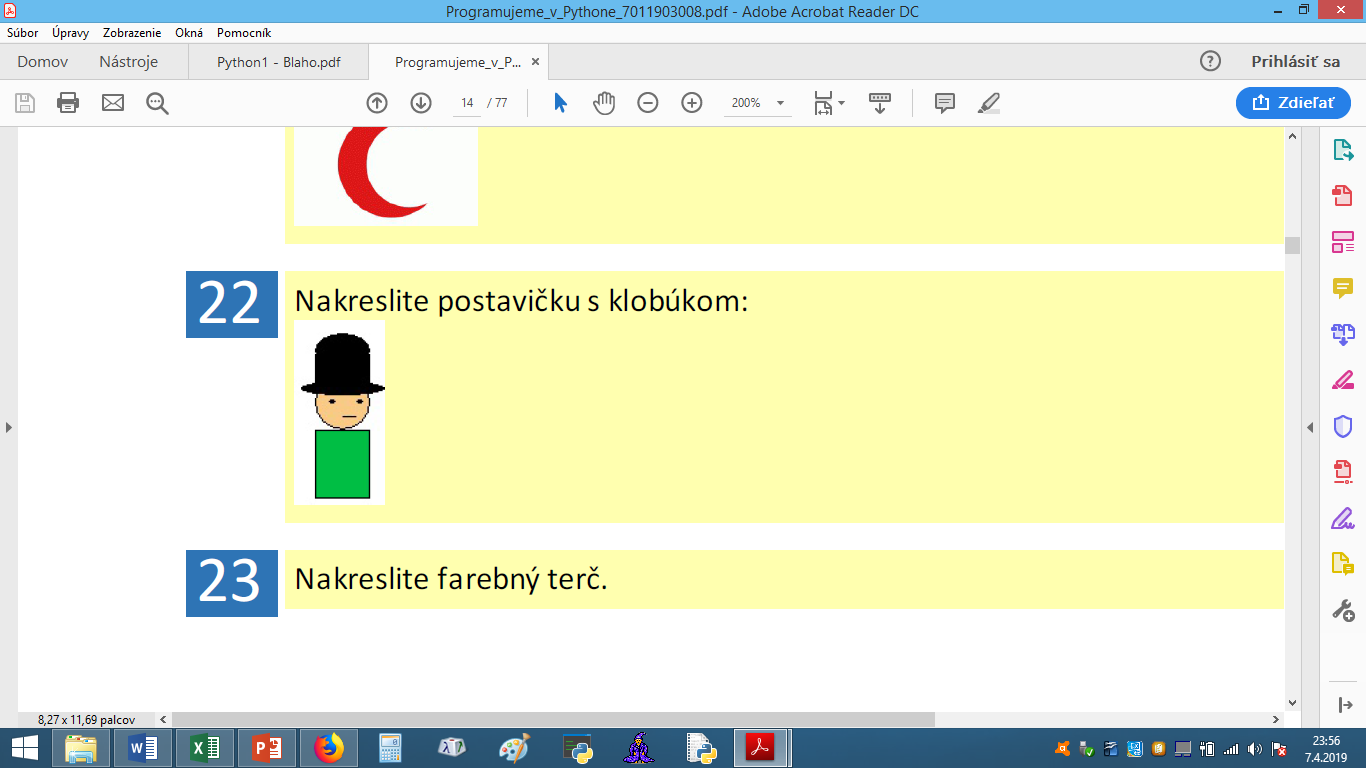 Programujeme_v_Pythone_7011903008.pdf - Adobe Acrobat Reader DC
Súbor Úpravy Zobrazenie Okná Pomocník
Domov Nástroje Python1 - Blaho.pdf Programujeme_v_P... × Prihlásiť sa
14 / 77 200% Zdieľať
22 Nakreslite postavičku s klobúkom:
23 Nakreslite farebný terč.
8,27 x 11,69 palcov
23:56
7.4.2019